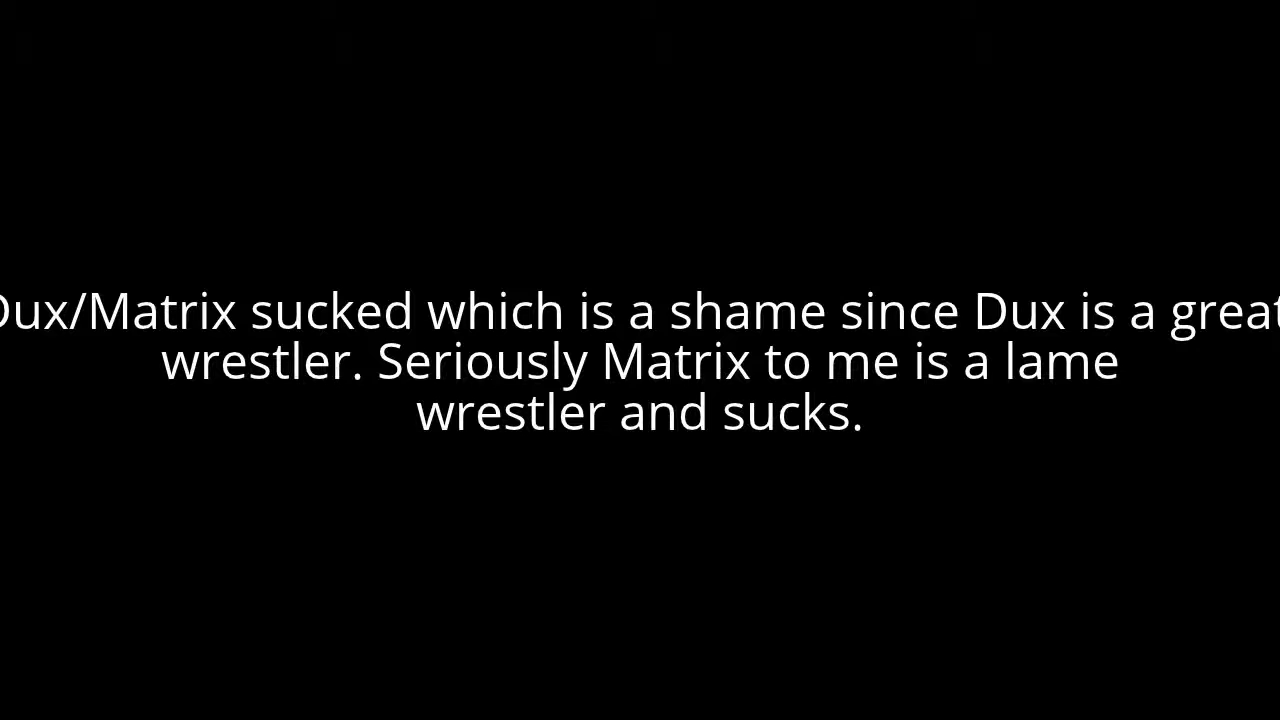 Dux/Matrix sucked which is a shame since Dux is a great
wrestler. Seriously Matrix to me is a lame
wrestler and sucks.